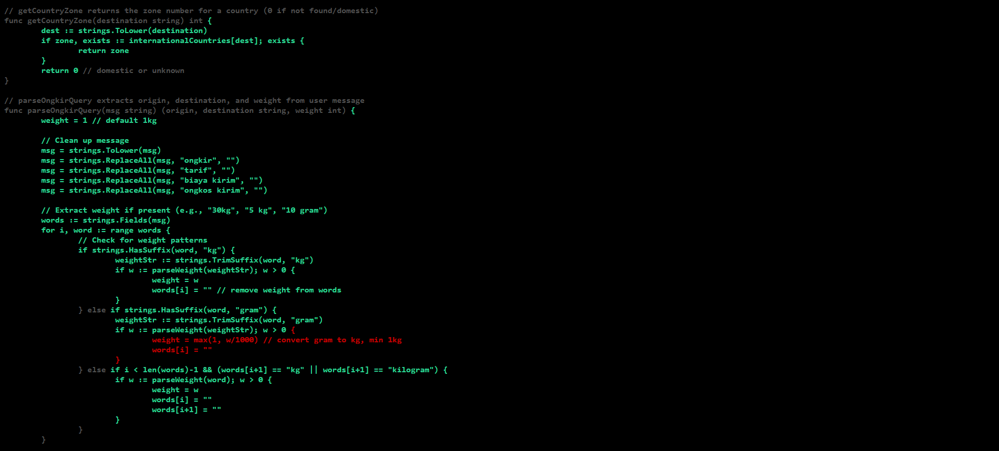 // getCountryZone returns the zone number for a country (0 if not found/domestic)
func getCountryZone(destination string) int {
        dest := strings.ToLower(destination)
        if zone, exists := internationalCountries[dest]; exists {
                return zone
        }
        return 0 // domestic or unknown
}

// parseOngkirQuery extracts origin, destination, and weight from user message
func parseOngkirQuery(msg string) (origin, destination string, weight int) {
        weight = 1 // default 1kg

        // Clean up message
        msg = strings.ToLower(msg)
        msg = strings.ReplaceAll(msg, "ongkir", "")
        msg = strings.ReplaceAll(msg, "tarif", "")
        msg = strings.ReplaceAll(msg, "biaya kirim", "")
        msg = strings.ReplaceAll(msg, "ongkos kirim", "")

        // Extract weight if present (e.g., "30kg", "5 kg", "10 gram")
        words := strings.Fields(msg)
        for i, word := range words {
                // Check for weight patterns
                if strings.HasSuffix(word, "kg") {
                        weightStr := strings.TrimSuffix(word, "kg")
                        if w := parseWeight(weightStr); w > 0 {
                                weight = w
                                words[i] = "" // remove weight from words
                        }
                } else if strings.HasSuffix(word, "gram") {
                        weightStr := strings.TrimSuffix(word, "gram")
                        if w := parseWeight(weightStr); w > 0 {
                                weight = max(1, w/1000) // convert gram to kg, min 1kg
                                words[i] = ""
                        }
                } else if i < len(words)-1 && (words[i+1] == "kg" || words[i+1] == "kilogram") {
                        if w := parseWeight(word); w > 0 {
                                weight = w
                                words[i] = ""
                                words[i+1] = ""
                        }
                }
        }